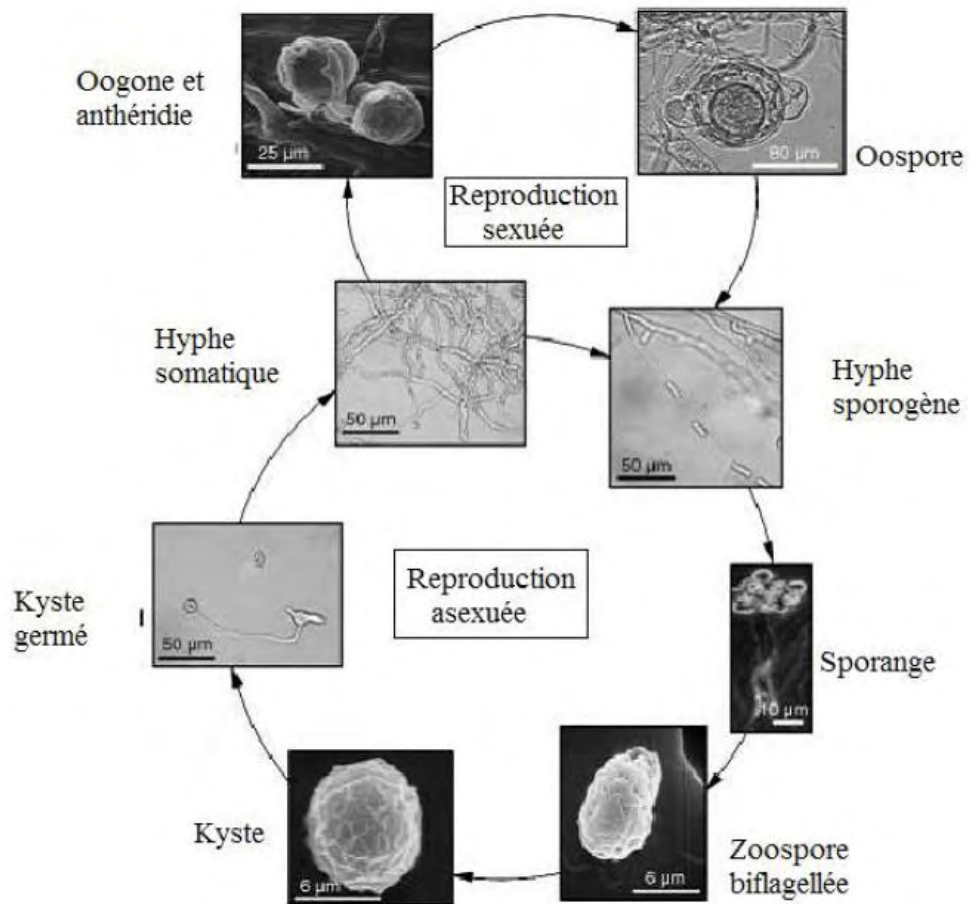 Oogone et
anthéridie
25 µm
80 µm
Oospore
Reproduction
sexuée
Hyphe
somatique
50 µm
50 µm
Hyphe
sporogène
Kyste
germé
50 µm
Reproduction
asexuée
10 µm
Sporange
Kyste
6 µm
6 µm
Zoospore
biflagellée